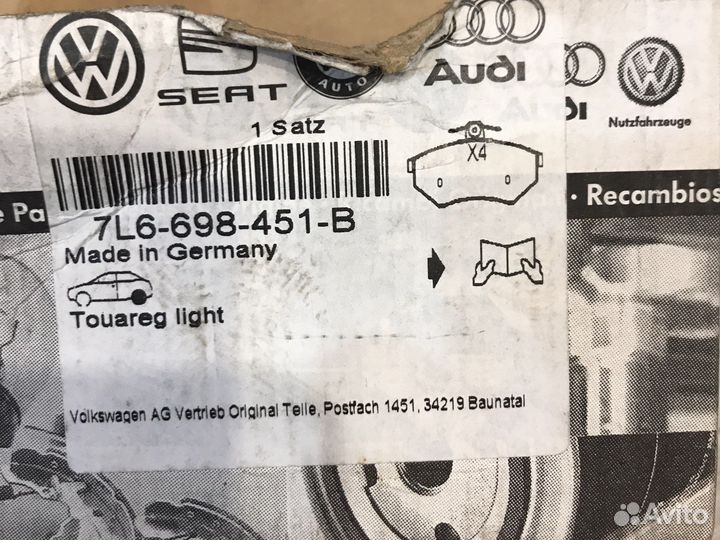 SEAT
AUTO
Audi
Nutzfahrzeuge
1 Satz
X4
7L6-698-451-B
Made in Germany
Touareg light
Volkswagen AG Vertrieb Original Teile, Postfach 1451, 34219 Baunatal
· Recambios
Avito